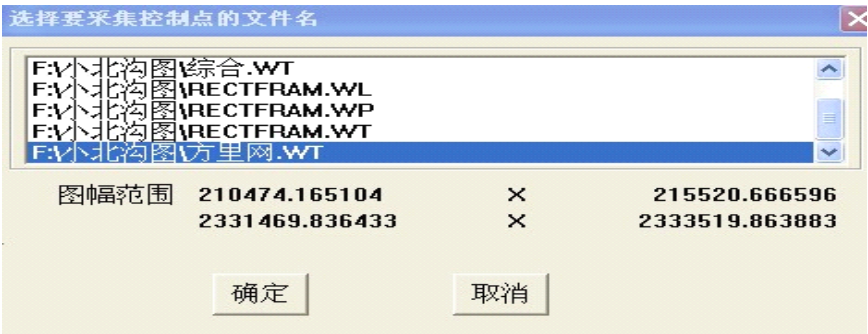 选择要采集控制点的文件名
F:\小北沟图\综合.WT
F:\小北沟图\RECTFRAM.WL
F:\小北沟图\RECTFRAM.WP
F:\小北沟图\RECTFRAM.WT
F:\小北沟图\方里网.WT
图幅范围 210474.165104 × 215520.666596
2331469.836433 × 2333519.863883
确定 取消